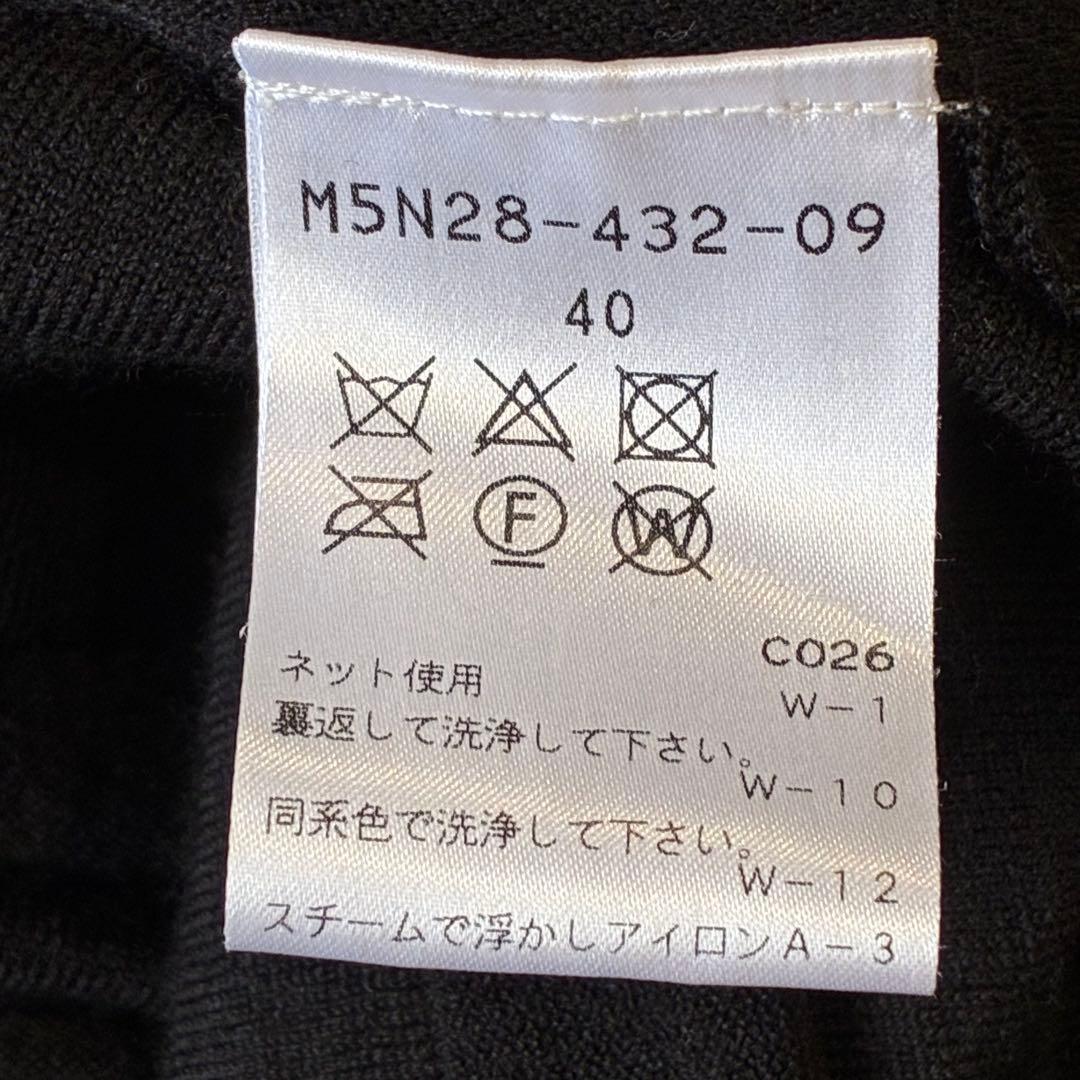 M5N28-432-09
40
F W
C026
ネット使用 W-1
裏返して洗浄して下さい。
W-10
同系色で洗浄して下さい。
W-12
スチームで浮かしアイロンA-3